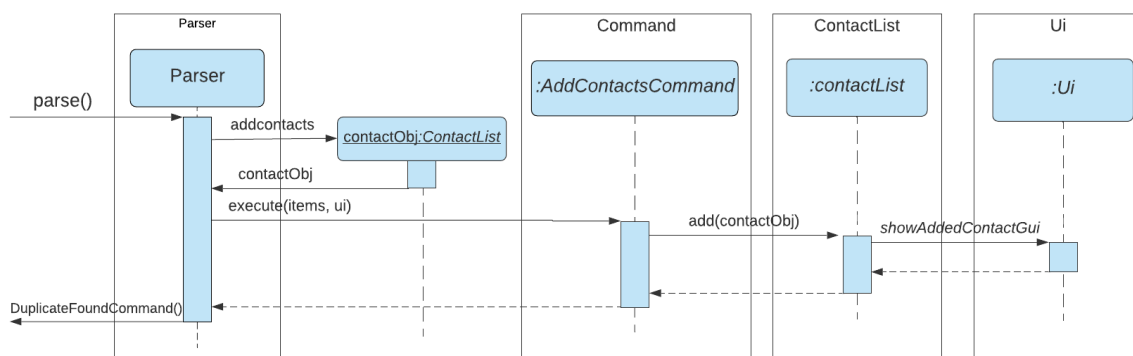 Parser
Command
ContactList
Ui
Parser
:AddContactsCommand
:contactList
:Ui
parse()
addcontacts
contactObj:ContactList
contactObj
execute(items, ui)
add(contactObj)
showAddedContactGui
DuplicateFoundCommand()